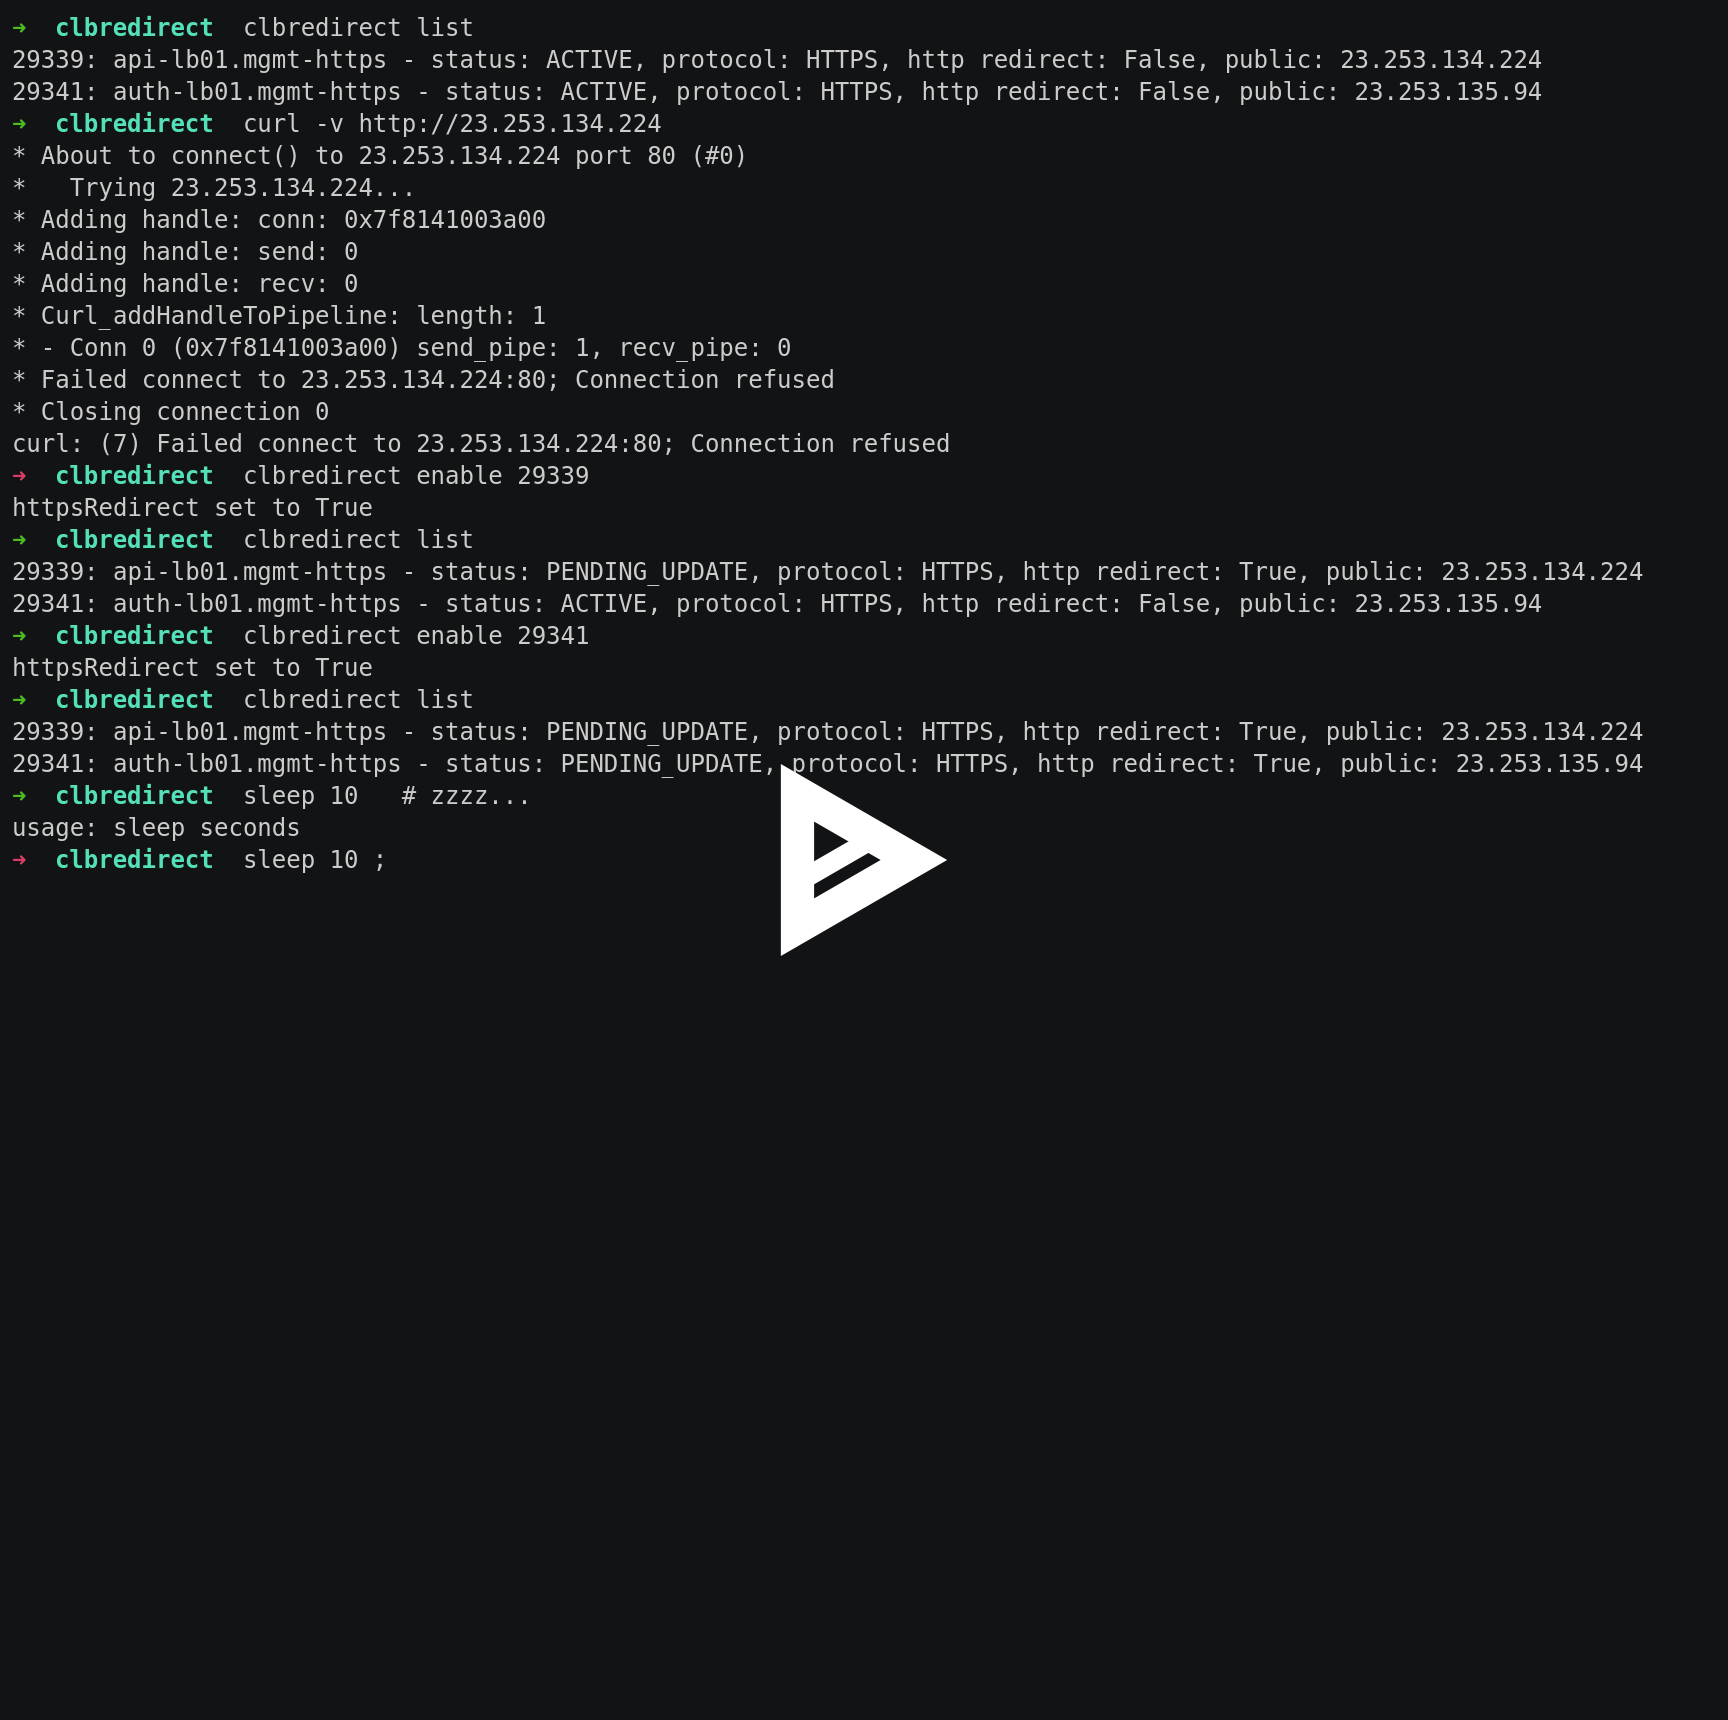 ➜  clbredirect  clbredirect list
29339: api-lb01.mgmt-https - status: ACTIVE, protocol: HTTPS, http redirect: False, public: 23.253.134.224
29341: auth-lb01.mgmt-https - status: ACTIVE, protocol: HTTPS, http redirect: False, public: 23.253.135.94
➜  clbredirect  curl -v http://23.253.134.224
* About to connect() to 23.253.134.224 port 80 (#0)
*   Trying 23.253.134.224...
* Adding handle: conn: 0x7f8141003a00
* Adding handle: send: 0
* Adding handle: recv: 0
* Curl_addHandleToPipeline: length: 1
* - Conn 0 (0x7f8141003a00) send_pipe: 1, recv_pipe: 0
* Failed connect to 23.253.134.224:80; Connection refused
* Closing connection 0
curl: (7) Failed connect to 23.253.134.224:80; Connection refused
➜  clbredirect  clbredirect enable 29339
httpsRedirect set to True
➜  clbredirect  clbredirect list
29339: api-lb01.mgmt-https - status: PENDING_UPDATE, protocol: HTTPS, http redirect: True, public: 23.253.134.224
29341: auth-lb01.mgmt-https - status: ACTIVE, protocol: HTTPS, http redirect: False, public: 23.253.135.94
➜  clbredirect  clbredirect enable 29341
httpsRedirect set to True
➜  clbredirect  clbredirect list
29339: api-lb01.mgmt-https - status: PENDING_UPDATE, protocol: HTTPS, http redirect: True, public: 23.253.134.224
29341: auth-lb01.mgmt-https - status: PENDING_UPDATE, protocol: HTTPS, http redirect: True, public: 23.253.135.94
➜  clbredirect  sleep 10   # zzzz...
usage: sleep seconds
➜  clbredirect  sleep 10 ;